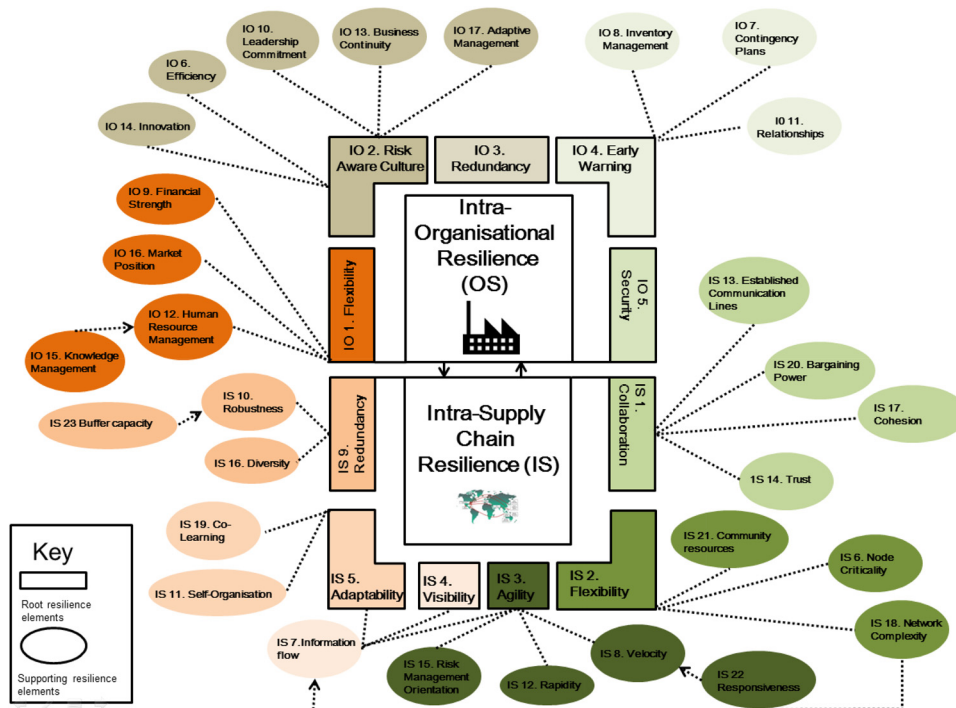 IO 10.
Leadership
Commitment
IO 13. Business
Continuity
IO 17. Adaptive
Management
IO 8. Inventory
Management
IO 7.
Contingency
Plans
IO 6.
Efficiency
IO 14. Innovation
I0 11.
Relationships
IO 2. Risk
Aware Culture
IO 3.
Redundancy
IO 4. Early
Warning
IO 9. Financial
Strength
IO 16. Market
Position
IO 12. Human
Resource
Management
IO 15. Knowledge
Management
IO 1. Flexibility
Intra-
Organisational
Resilience
(OS)
IO 5.
Security
IS 13. Established
Communication
Lines
IS 20. Bargaining
Power
IS 17.
Cohesion
1S 14. Trust
IS 10.
Robustness
IS 23 Buffer capacity
IS 16. Diversity
IS 9.
Redundancy
Intra-Supply
Chain
Resilience (IS)
IS 1.
Collaboration
IS 19. Co-
Learning
IS 11. Self-Organisation
IS 5.
Adaptability
IS 4.
Visibility
IS 3.
Agility
IS 2.
Flexibility
IS 21. Community
resources
IS 6. Node
Criticality
IS 18. Network
Complexity
IS 7.Information
flow
IS 15. Risk
Management
Orientation
IS 12. Rapidity
IS 8. Velocity
IS 22
Responsiveness
Key
Root resilience
elements
Supporting resilience
elements